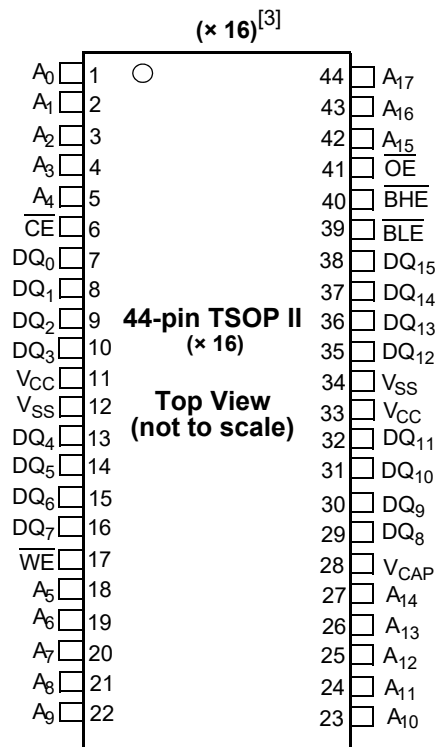 (× 16)[3]
A0 1 44 A17
A1 2 43 A16
A2 3 42 A15
A3 4 41 O̅E̅
A4 5 40 B̅H̅E̅
C̅E̅ 6 39 B̅L̅E̅
DQ0 7 38 DQ15
DQ1 8 37 DQ14
DQ2 9 36 DQ13
DQ3 10 35 DQ12
VCC 11 34 VSS
VSS 12 33 VCC
DQ4 13 32 DQ11
DQ5 14 31 DQ10
DQ6 15 30 DQ9
DQ7 16 29 DQ8
W̅E̅ 17 28 VCAP
A5 18 27 A14
A6 19 26 A13
A7 20 25 A12
A8 21 24 A11
A9 22 23 A10
44-pin TSOP II
(× 16)
Top View
(not to scale)